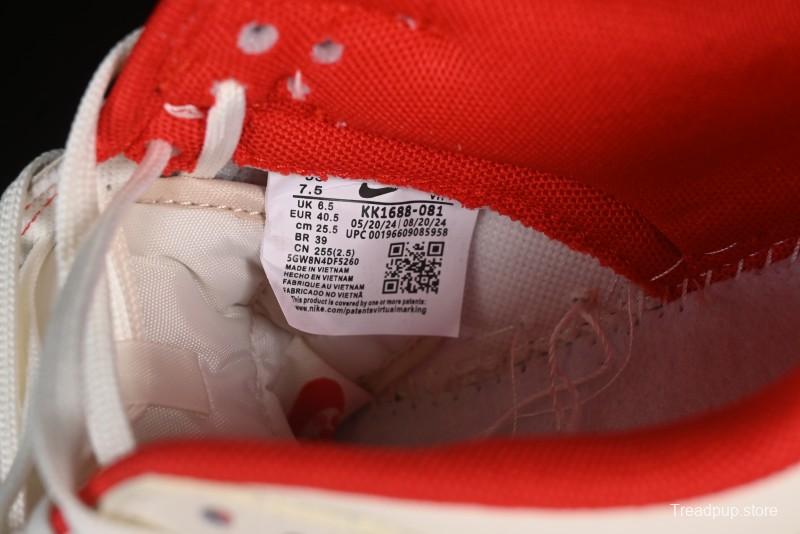 7.5
UK 6.5
EUR 40.5
cm 25.5
BR 39
CN 255(2.5)
KK1688-081
05/20/24 08/20/24
UPC 00196609085958
5GW8N4DF5260
MADE IN VIETNAM
HECHO EN VIETNAM
FABRIQUE AU VIETNAM
FABRICADO NO VIETNÃ
This product is covered by one or more patents:
www.nike.com/patentsvirtualmarking
Treadpup.store